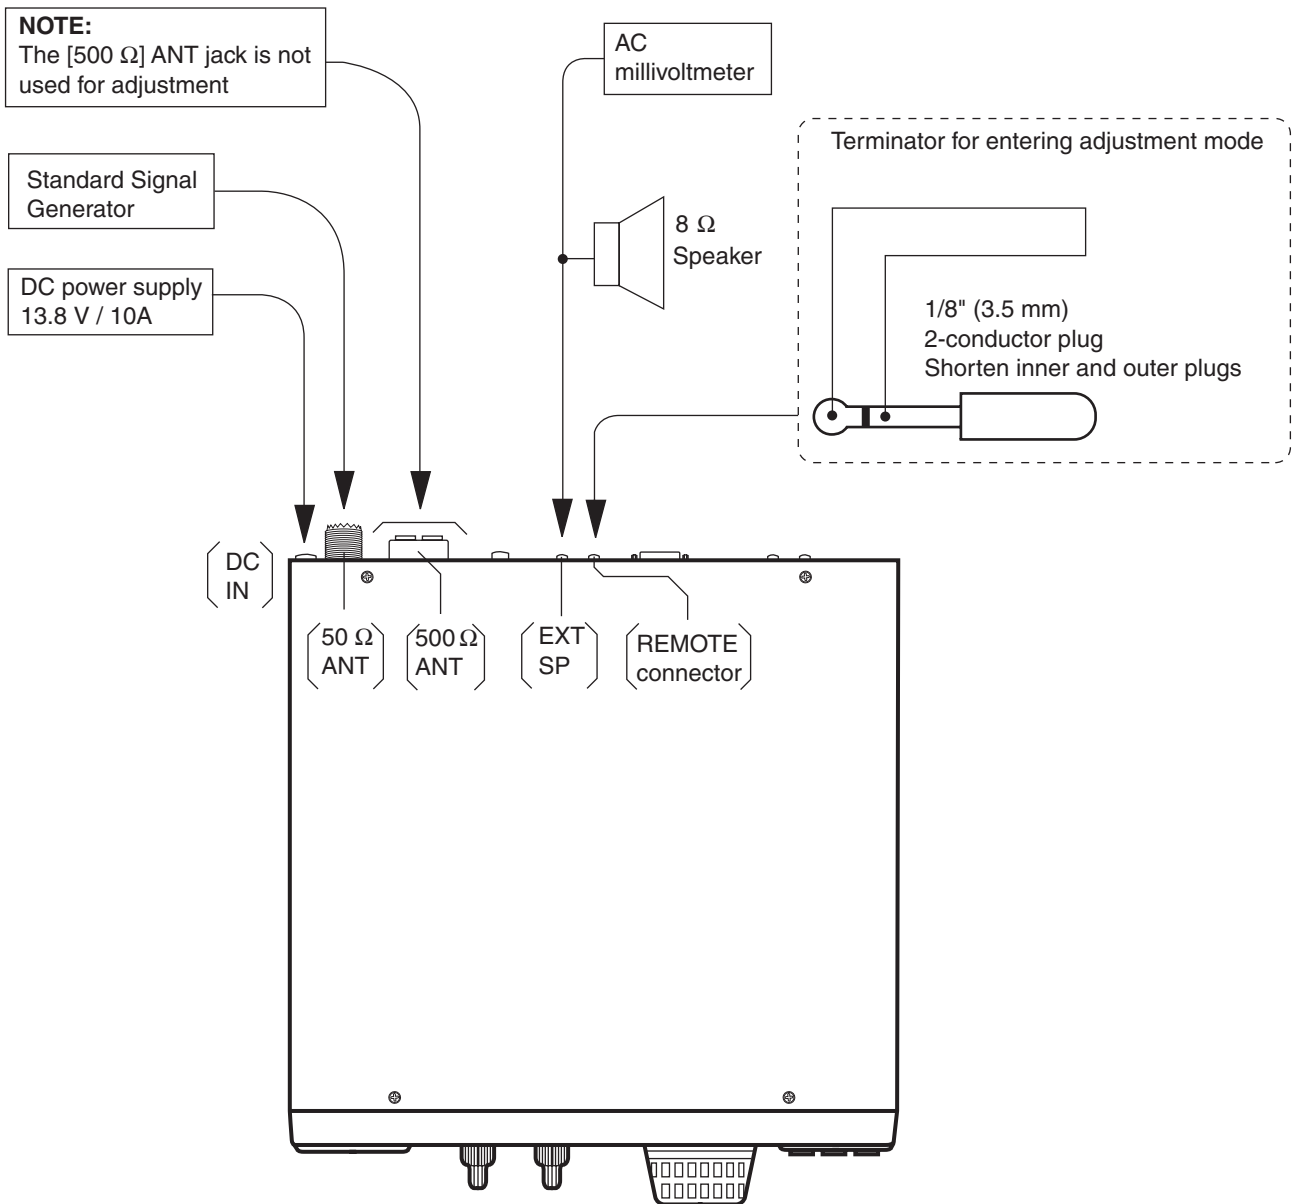 NOTE:
The [500 Ω] ANT jack is not
used for adjustment
AC
millivoltmeter
Terminator for entering adjustment mode
Standard Signal
Generator
8 Ω
Speaker
DC power supply
13.8 V / 10A
1/8" (3.5 mm)
2-conductor plug
Shorten inner and outer plugs
DC
IN
50 Ω
ANT
500 Ω
ANT
EXT
SP
REMOTE
connector